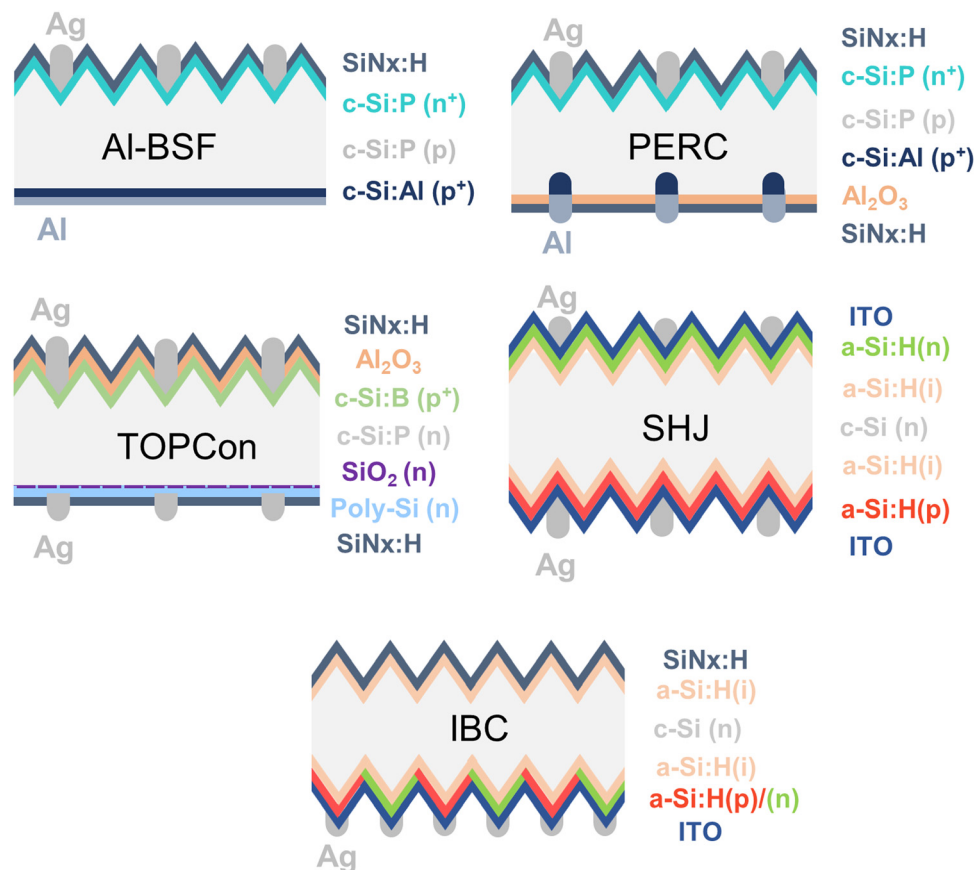 Ag
SiNx:H
c-Si:P (n⁺)
Al-BSF
c-Si:P (p)
c-Si:Al (p⁺)
Al
Ag
SiNx:H
c-Si:P (n⁺)
c-Si:P (p)
PERC
c-Si:Al (p⁺)
Al₂O₃
Al
SiNx:H
Ag
SiNx:H
Al₂O₃
c-Si:B (p⁺)
c-Si:P (n)
TOPCon
SiO₂ (n)
Poly-Si (n)
SiNx:H
Ag
Ag
ITO
a-Si:H(n)
a-Si:H(i)
SHJ
c-Si (n)
a-Si:H(i)
a-Si:H(p)
ITO
Ag
SiNx:H
a-Si:H(i)
IBC
c-Si (n)
a-Si:H(i)
a-Si:H(p)/(n)
ITO
Ag